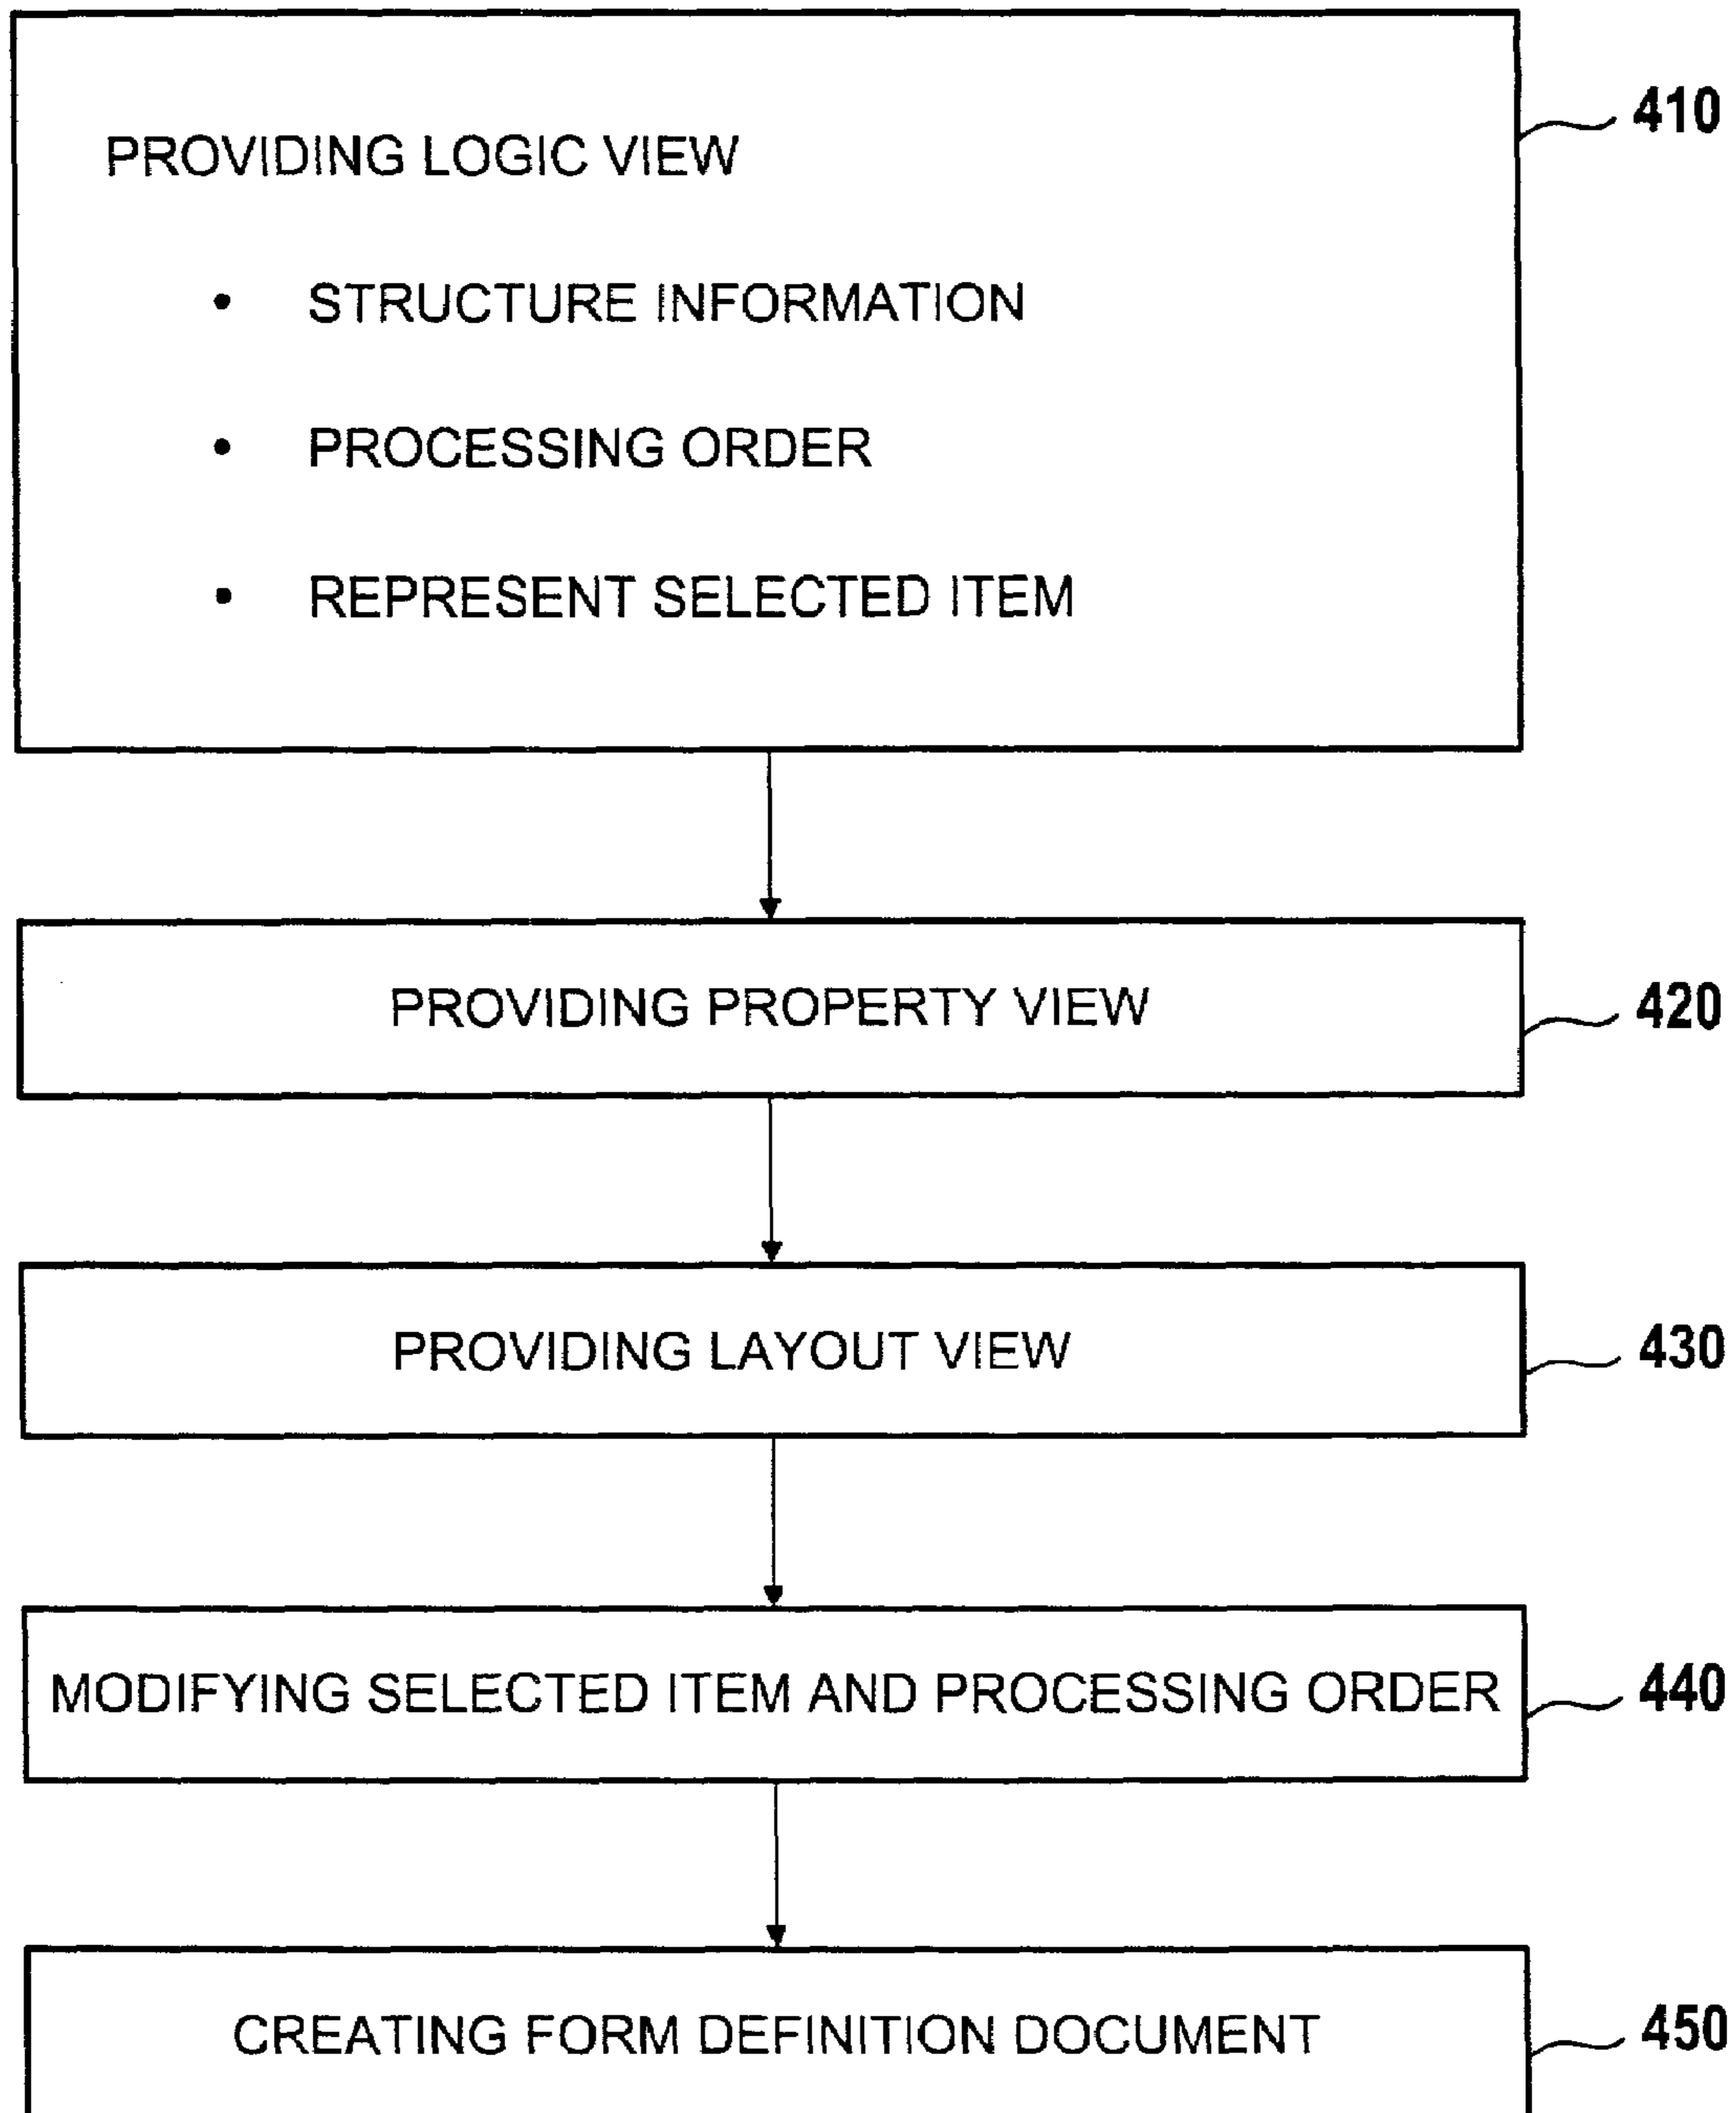 410
PROVIDING LOGIC VIEW
• STRUCTURE INFORMATION
• PROCESSING ORDER
• REPRESENT SELECTED ITEM
PROVIDING PROPERTY VIEW
420
PROVIDING LAYOUT VIEW
430
MODIFYING SELECTED ITEM AND PROCESSING ORDER
440
CREATING FORM DEFINITION DOCUMENT
450